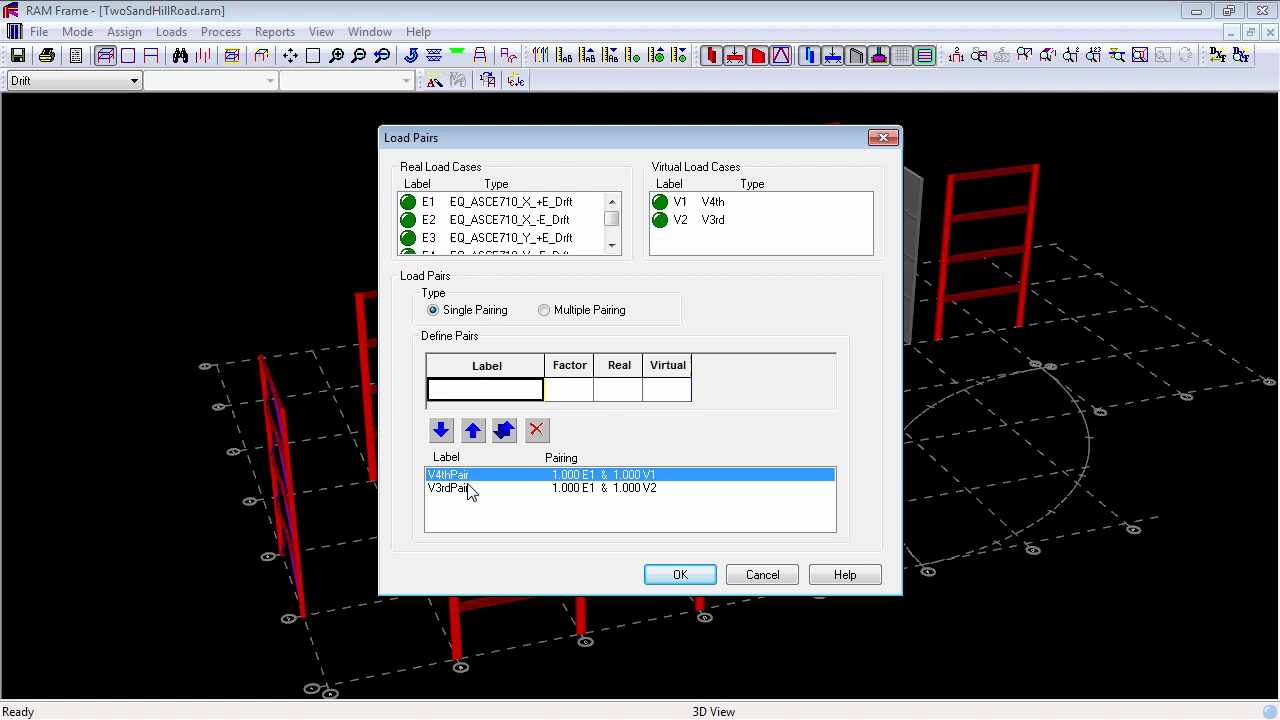 RAM Frame - [TwoSandHillRoad.ram]
File Mode Assign Loads Process Reports View Window Help
Drift
Load Pairs
Real Load Cases
Label Type
E1 EQ_ASCE710_X_+E_Drft
E2 EQ_ASCE710_X_-E_Drft
E3 EQ_ASCE710_Y_+E_Drft
Virtual Load Cases
Label Type
V1 V4th
V2 V3rd
Load Pairs
Type
Single Pairing Multiple Pairing
Define Pairs
Label Factor Real Virtual
Label Pairing
V4thPair 1.000 E1 & 1.000 V1
V3rdPair 1.000 E1 & 1.000 V2
OK Cancel Help
Ready 3D View